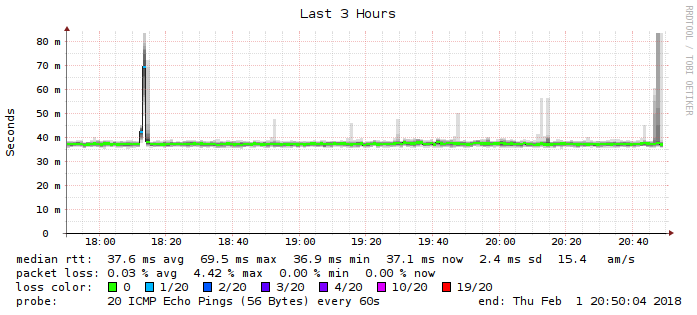 Last 3 Hours
RRDTOOL / TOBI OETIKER
Seconds
80 m
70 m
60 m
50 m
40 m
30 m
20 m
10 m
0
18:00 18:20 18:40 19:00 19:20 19:40 20:00 20:20 20:40
median rtt: 37.6 ms avg 69.5 ms max 36.9 ms min 37.1 ms now 2.4 ms sd 15.4 am/s
packet loss: 0.03 % avg 4.42 % max 0.00 % min 0.00 % now
loss color: 0 1/20 2/20 3/20 4/20 10/20 19/20
probe: 20 ICMP Echo Pings (56 Bytes) every 60s end: Thu Feb 1 20:50:04 2018